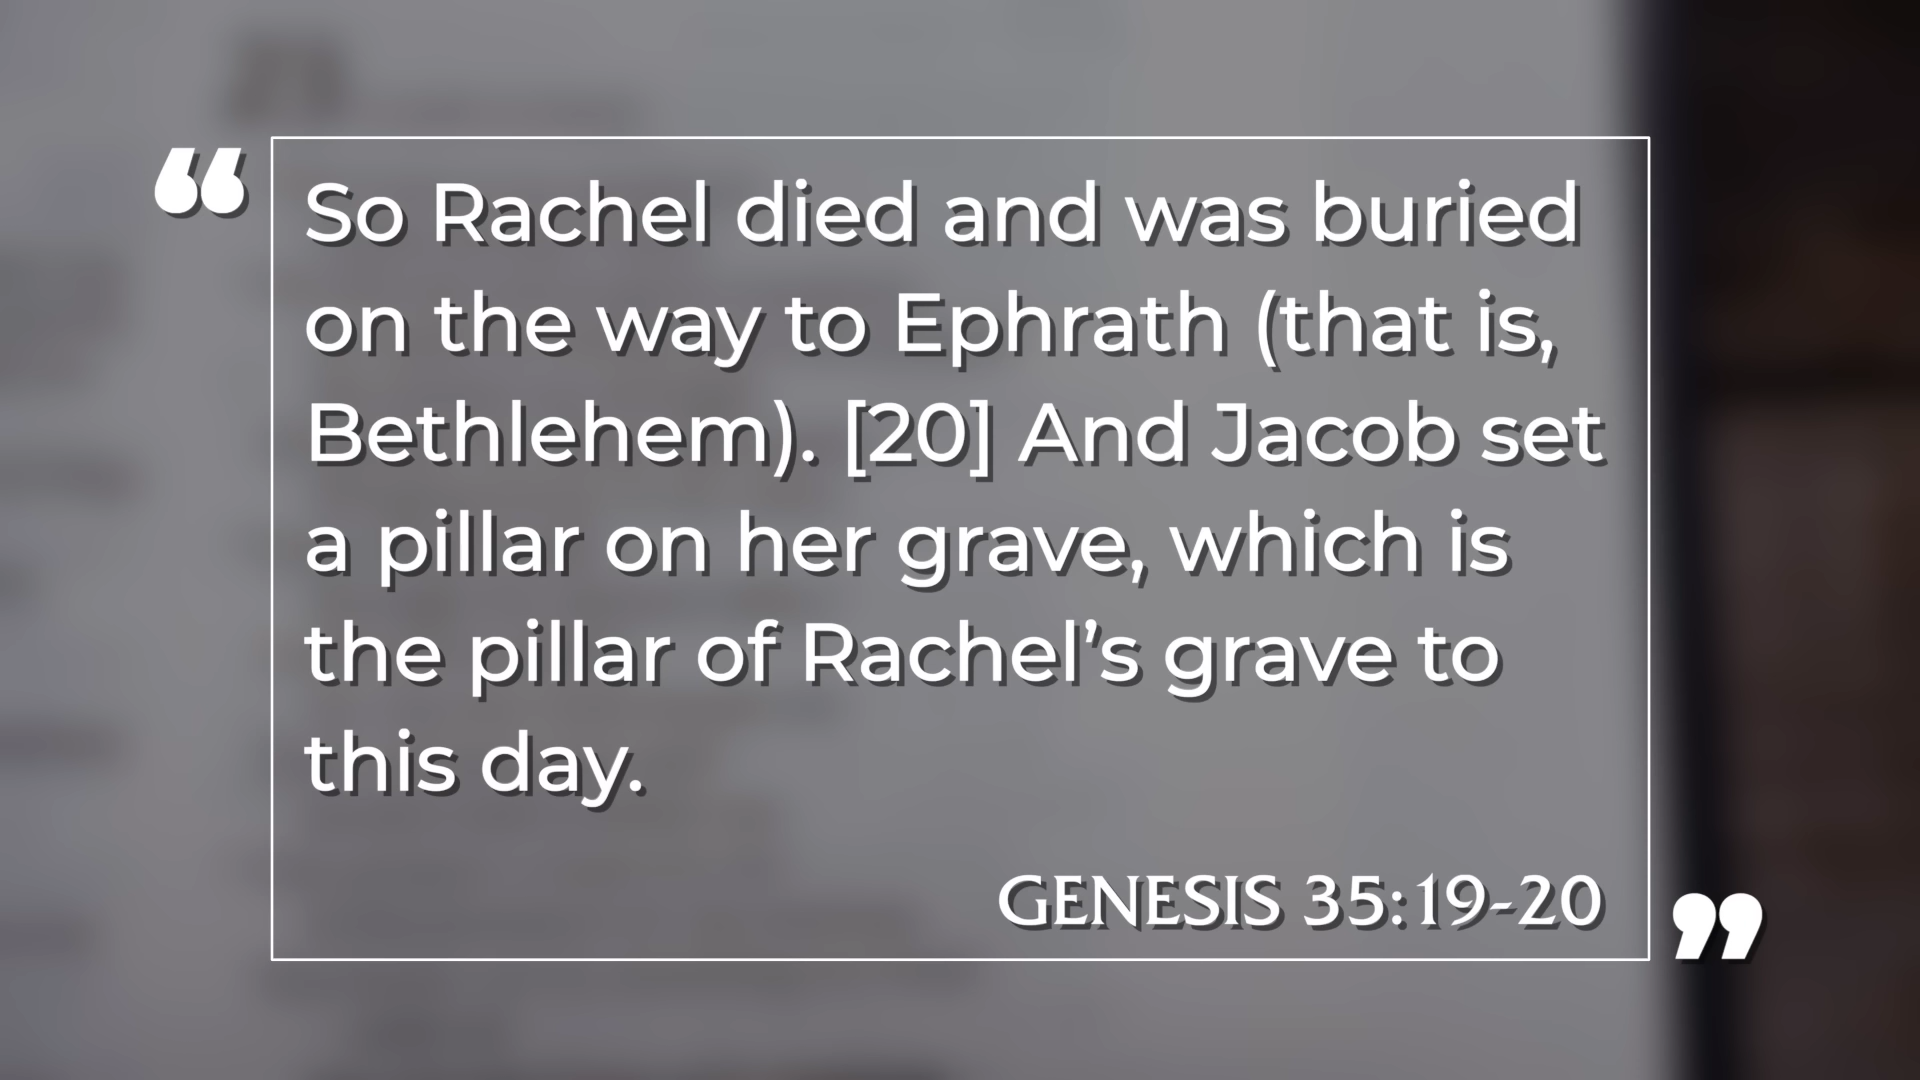 “
So Rachel died and was buried
on the way to Ephrath (that is,
Bethlehem). [20] And Jacob set
a pillar on her grave, which is
the pillar of Rachel’s grave to
this day.
GENESIS 35:19-20
”